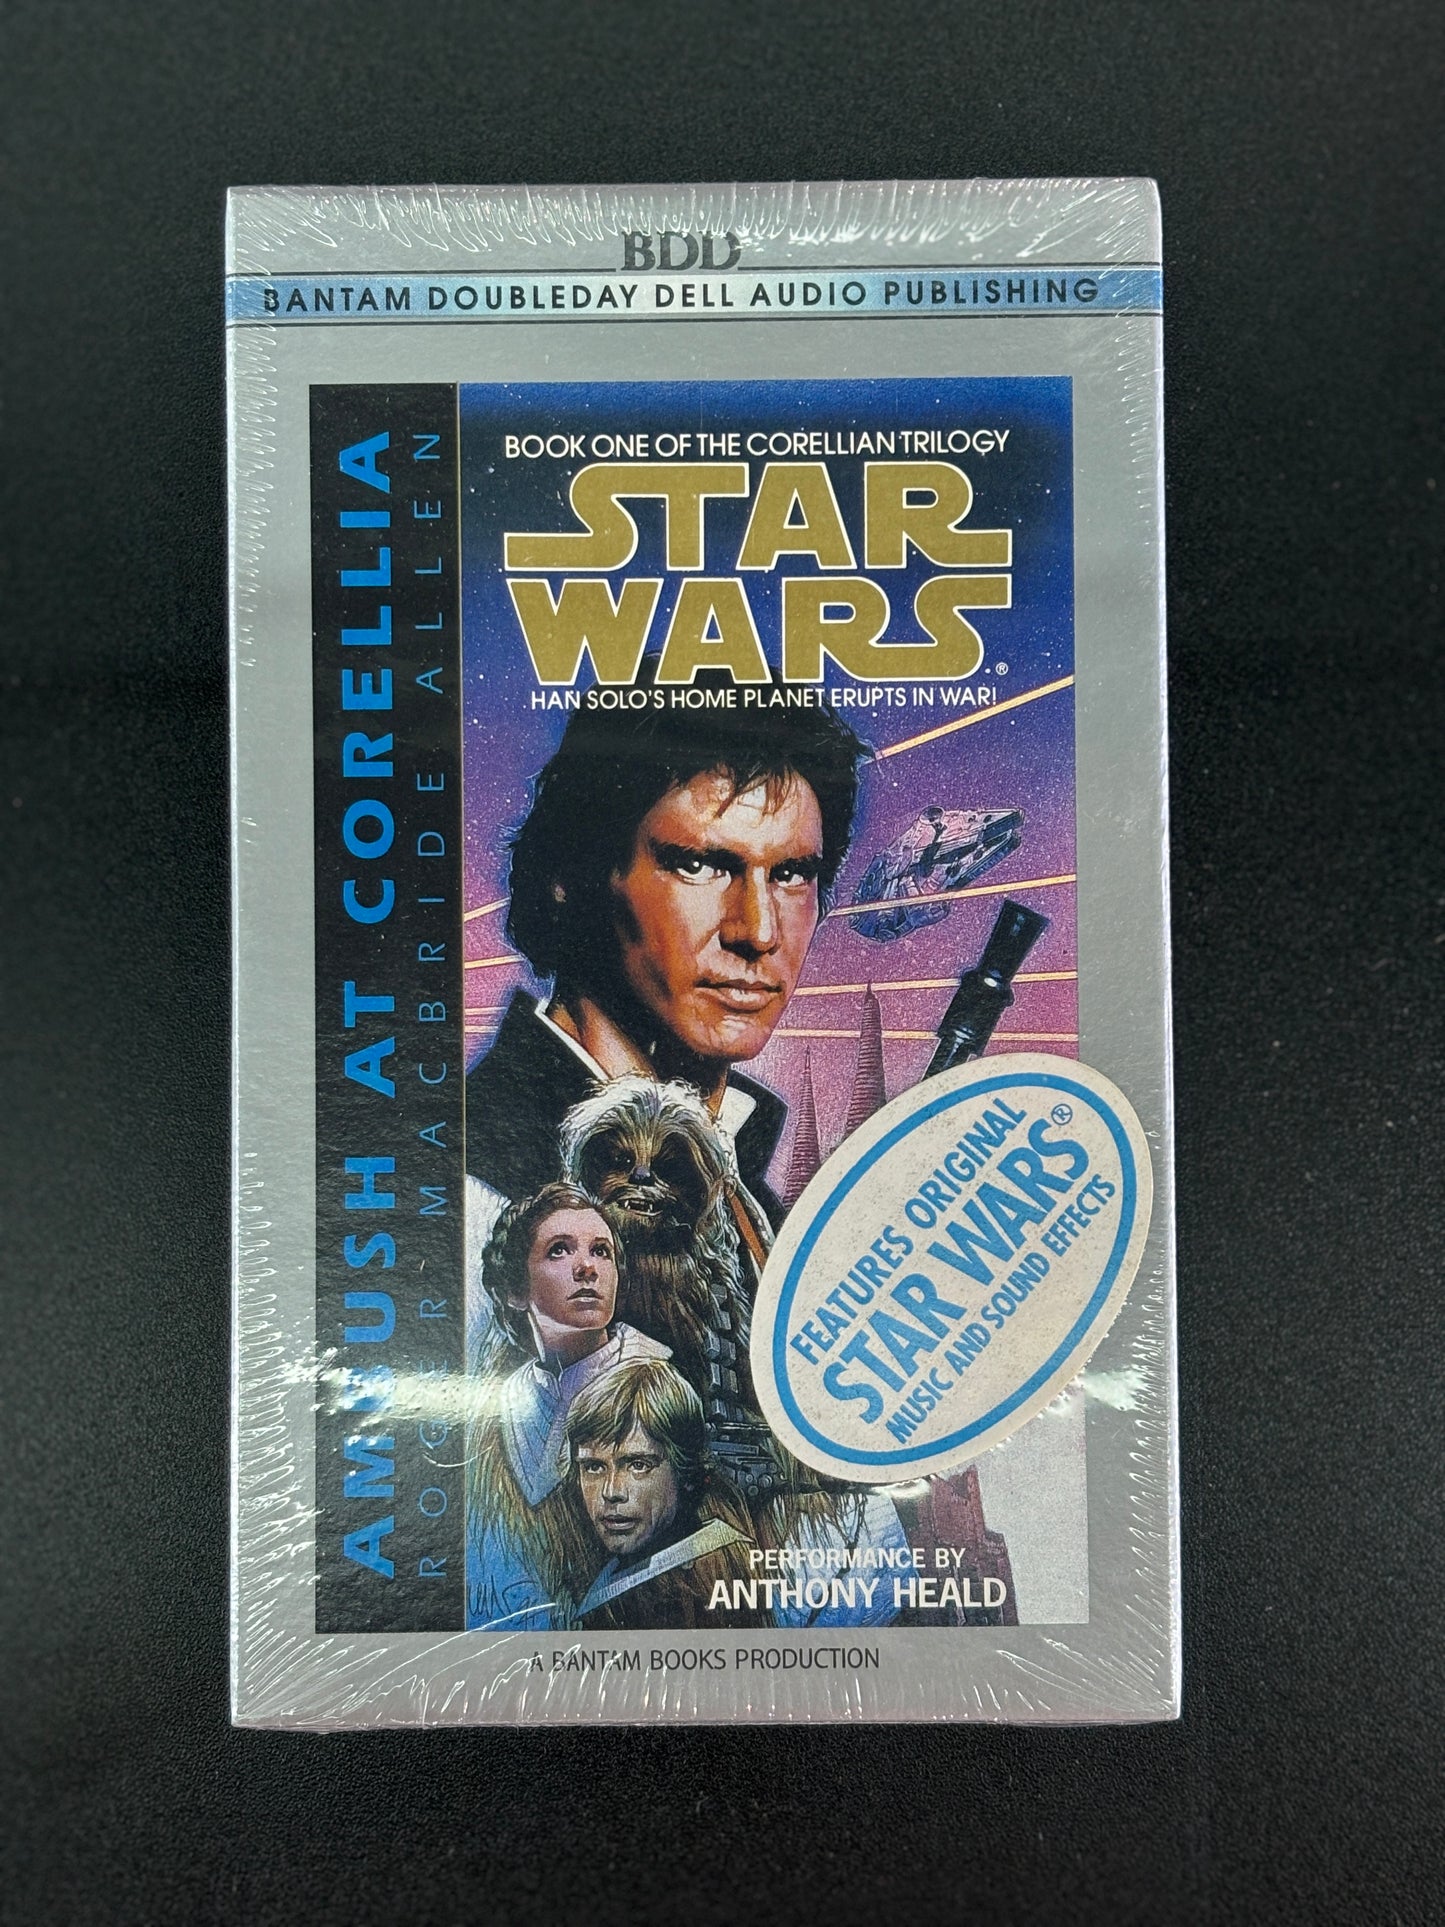 BDD
BANTAM DOUBLEDAY DELL AUDIO PUBLISHING
AMBUSH AT CORELLIA
ROGER MACBRIDE ALLEN
BOOK ONE OF THE CORELLIAN TRILOGY
STAR
WARS®
HAN SOLO'S HOME PLANET ERUPTS IN WAR!
FEATURES ORIGINAL
STAR WARS®
MUSIC AND SOUND EFFECTS
PERFORMANCE BY
ANTHONY HEALD
A BANTAM BOOKS PRODUCTION